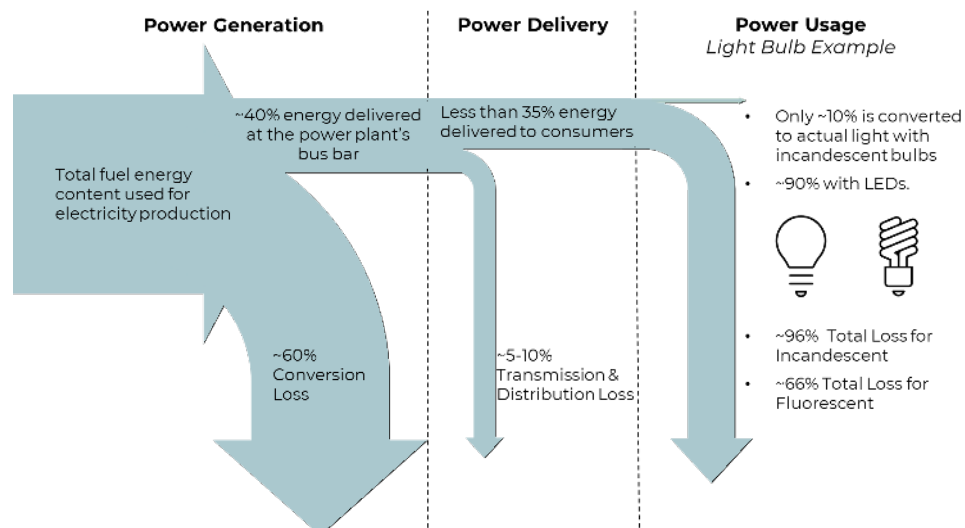 Power Generation
Power Delivery
Power Usage
Light Bulb Example
Total fuel energy
content used for
electricity production
~40% energy delivered
at the power plant's
bus bar
Less than 35% energy
delivered to consumers
• Only ~10% is converted
to actual light with
incandescent bulbs
• ~90% with LEDs.
~60%
Conversion
Loss
~5-10%
Transmission &
Distribution Loss
• ~96% Total Loss for
Incandescent
• ~66% Total Loss for
Fluorescent